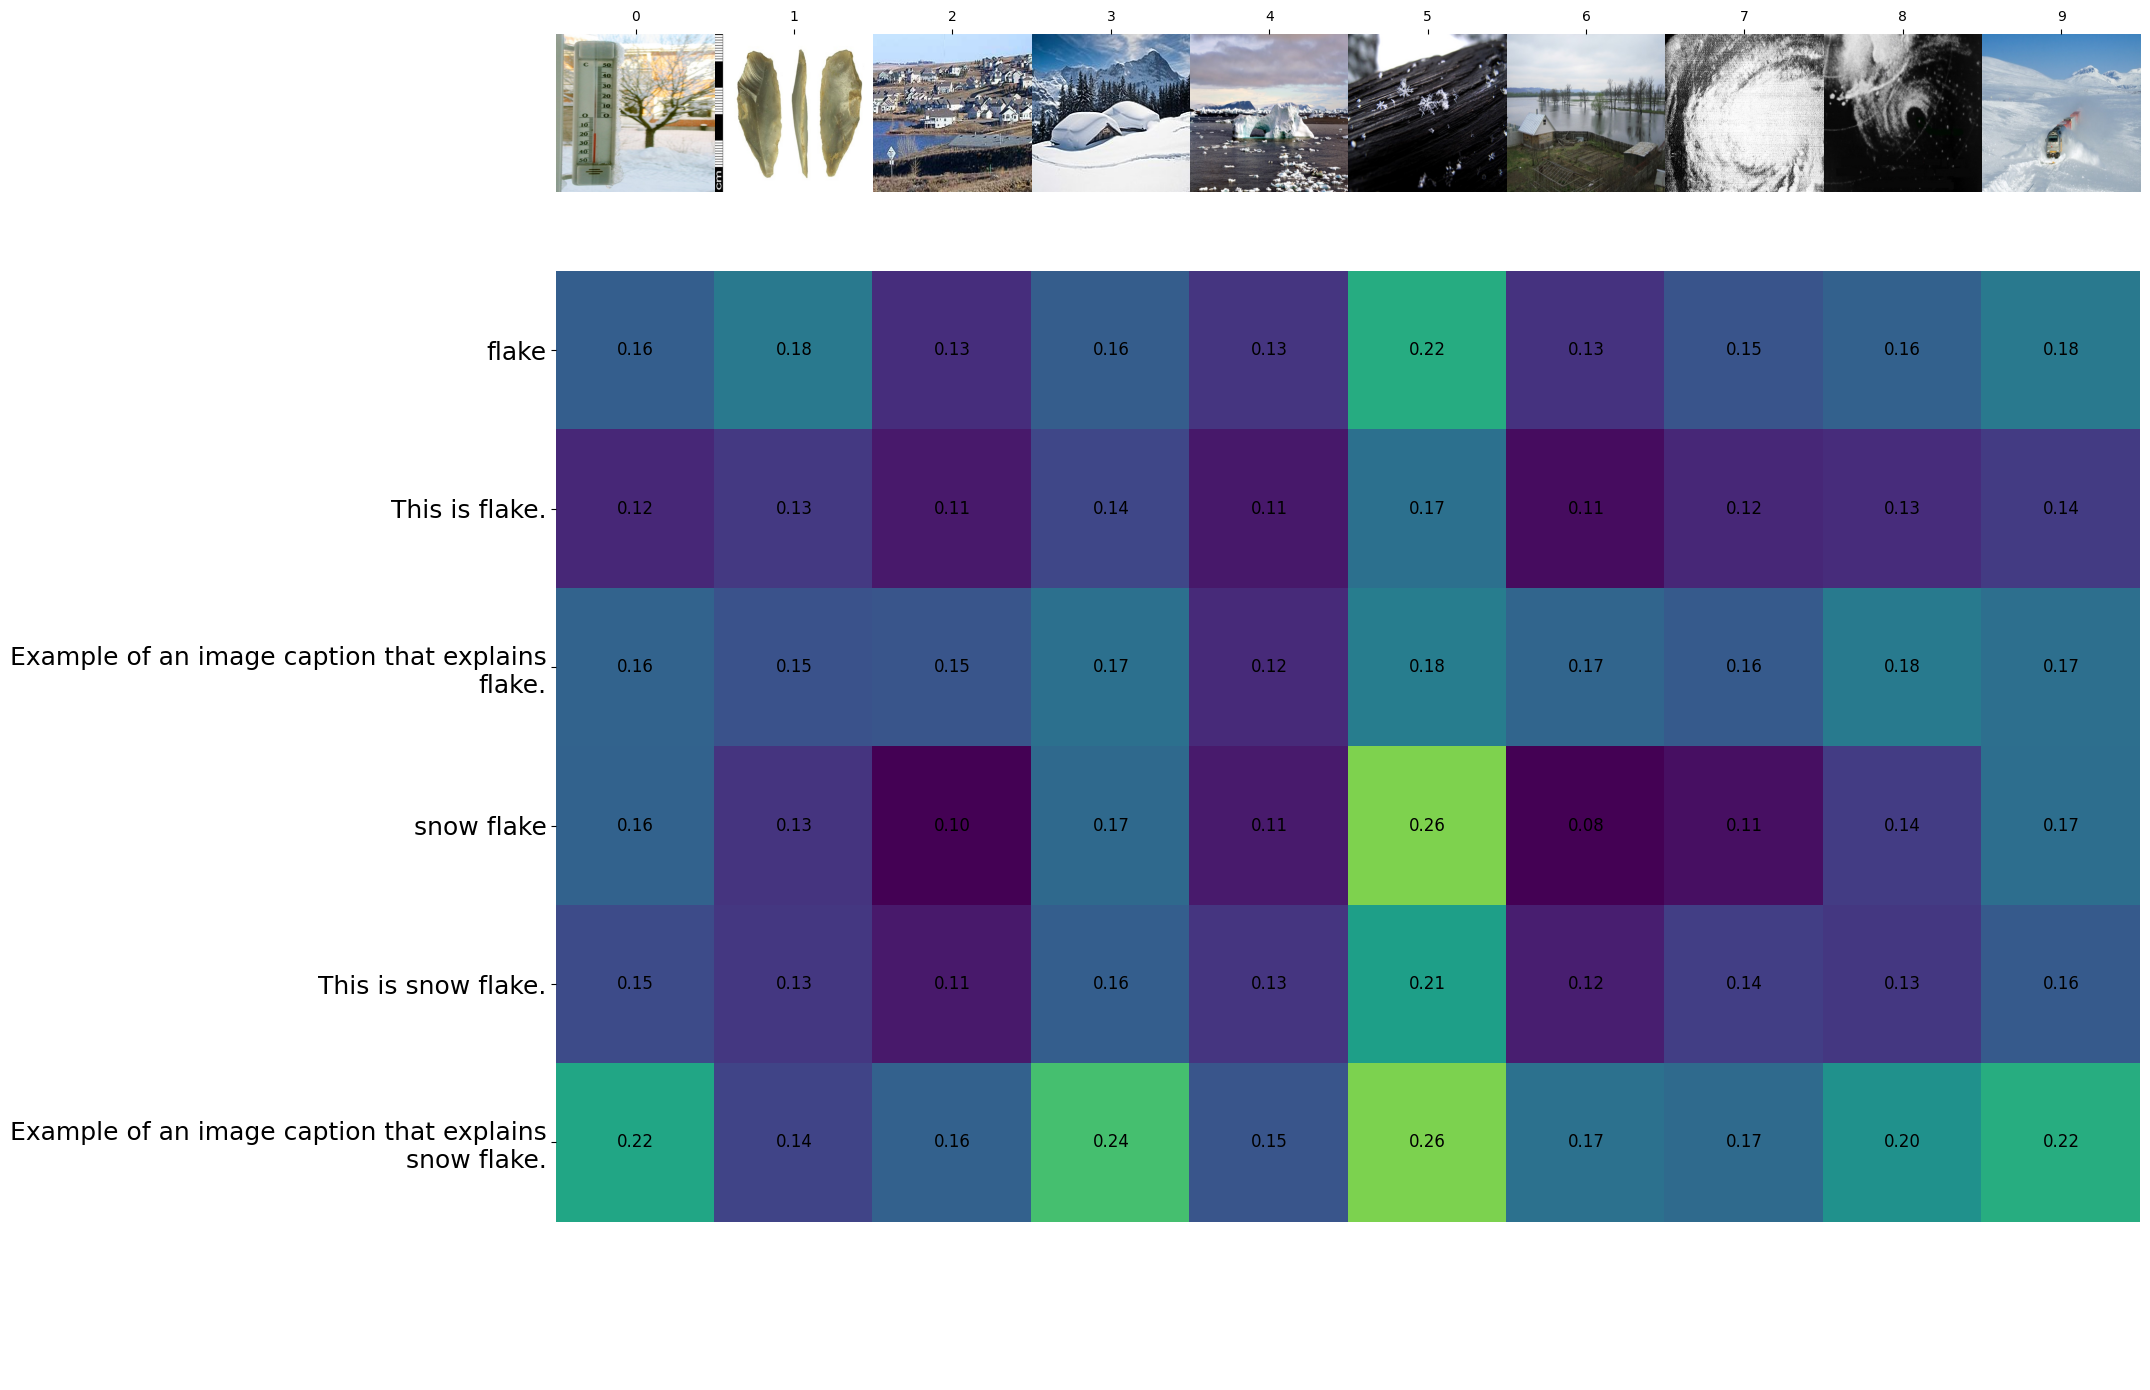 0 1 2 3 4 5 6 7 8 9
cm
flake 0.16 0.18 0.13 0.16 0.13 0.22 0.13 0.15 0.16 0.18
This is flake. 0.12 0.13 0.11 0.14 0.11 0.17 0.11 0.12 0.13 0.14
Example of an image caption that explains
flake. 0.16 0.15 0.15 0.17 0.12 0.18 0.17 0.16 0.18 0.17
snow flake 0.16 0.13 0.10 0.17 0.11 0.26 0.08 0.11 0.14 0.17
This is snow flake. 0.15 0.13 0.11 0.16 0.13 0.21 0.12 0.14 0.13 0.16
Example of an image caption that explains
snow flake. 0.22 0.14 0.16 0.24 0.15 0.26 0.17 0.17 0.20 0.22